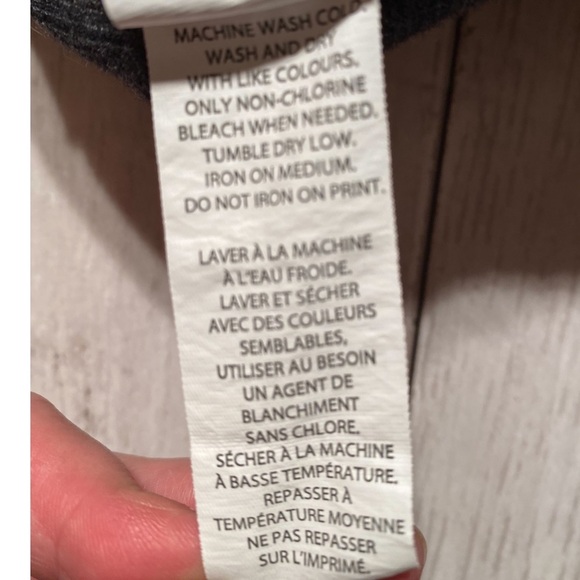 MACHINE WASH COLD
WASH AND DRY
WITH LIKE COLOURS,
ONLY NON-CHLORINE
BLEACH WHEN NEEDED.
TUMBLE DRY LOW.
IRON ON MEDIUM.
DO NOT IRON ON PRINT.
LAVER À LA MACHINE
À L'EAU FROIDE.
LAVER ET SÉCHER
AVEC DES COULEURS
SEMBLABLES,
UTILISER AU BESOIN
UN AGENT DE
BLANCHIMENT
SANS CHLORE.
SÉCHER À LA MACHINE
À BASSE TEMPÉRATURE.
REPASSER À
TEMPÉRATURE MOYENNE
NE PAS REPASSER
SUR L'IMPRIMÉ.